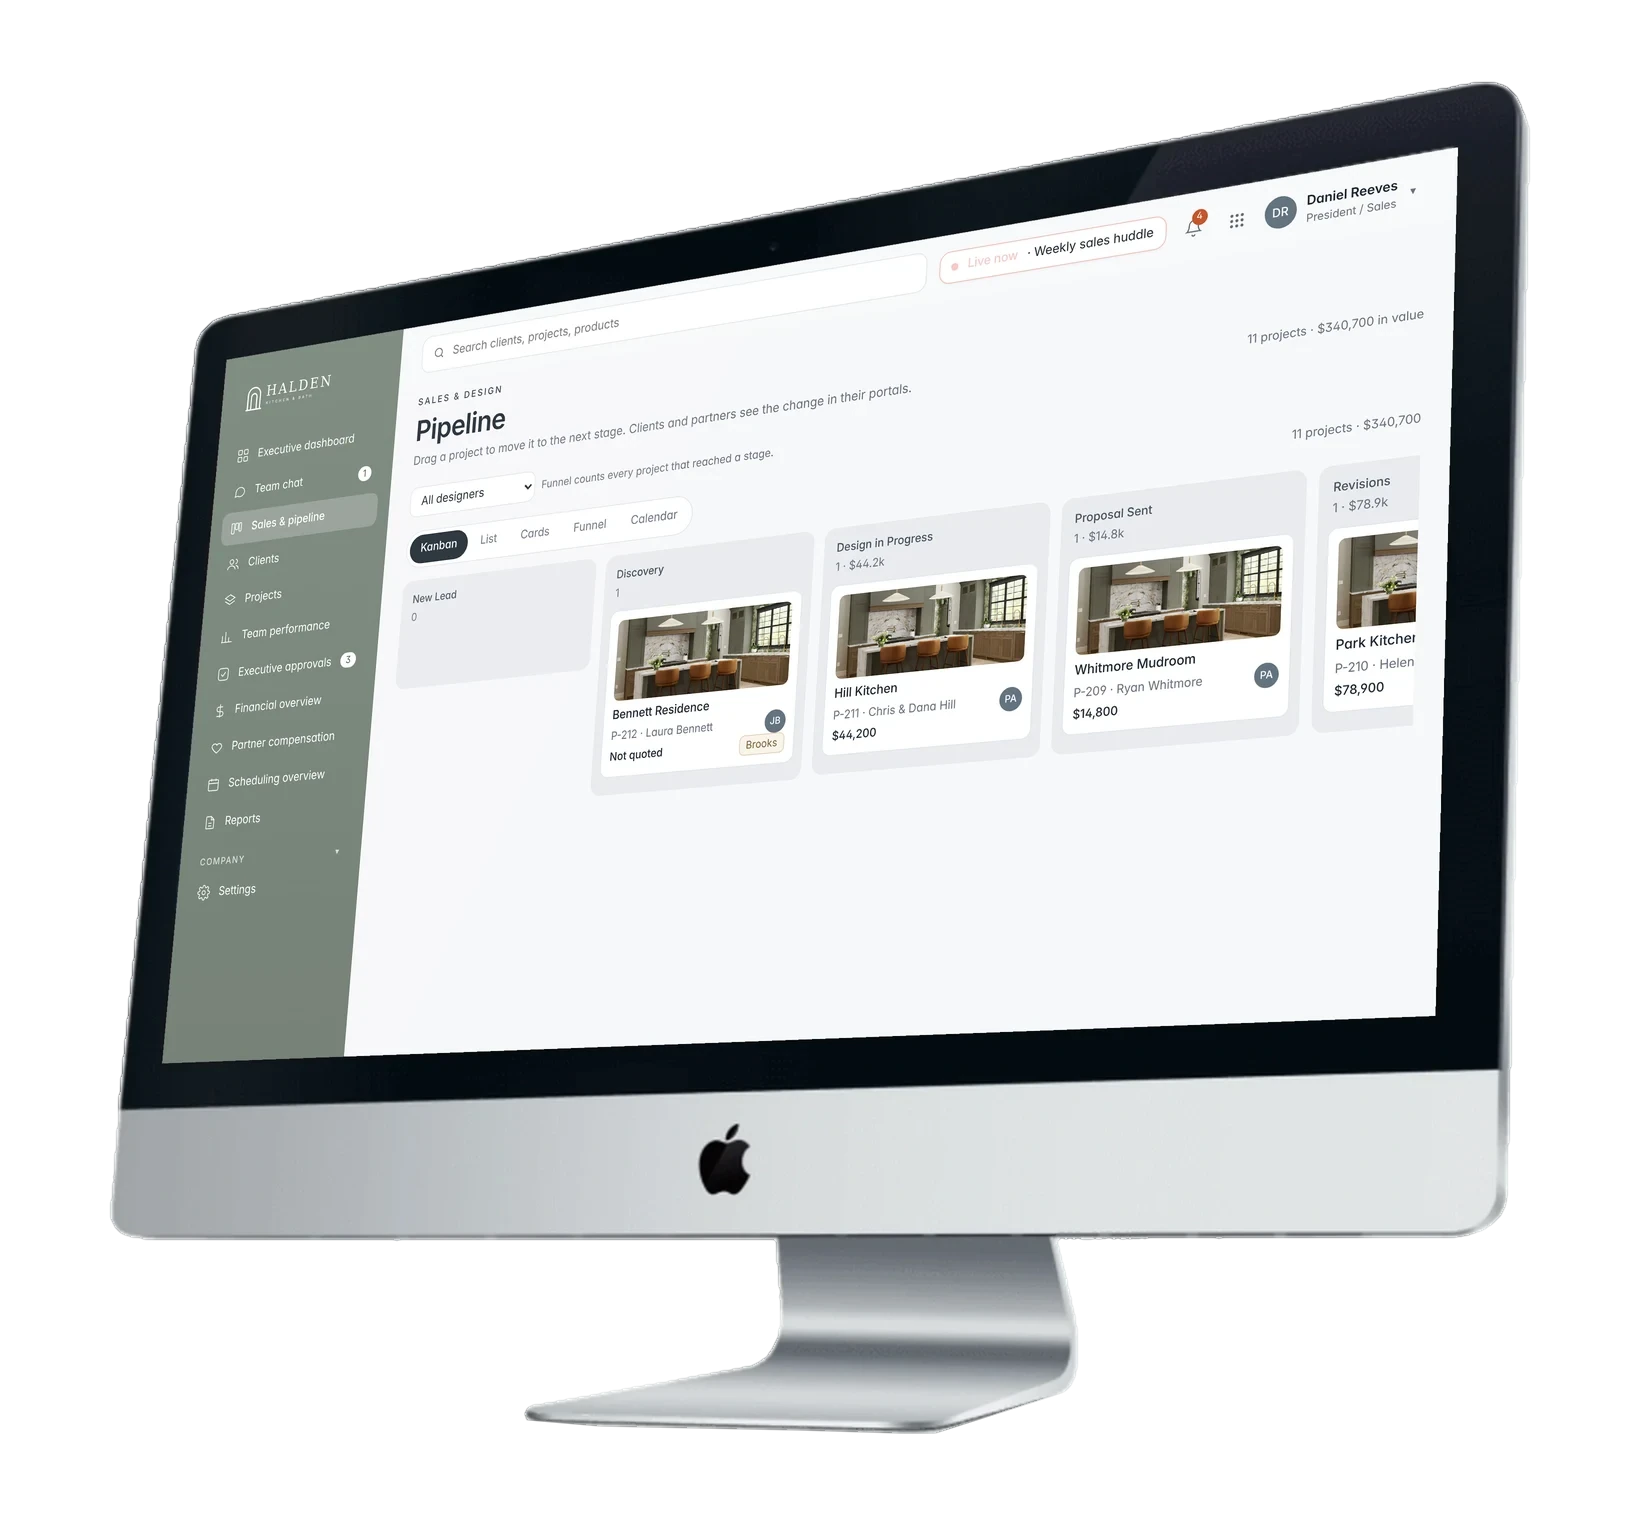 HALDEN
KITCHEN & BATH
Executive dashboard
Team chat
1
Sales & pipeline
Clients
Projects
Team performance
Executive approvals
3
Financial overview
Partner compensation
Scheduling overview
Reports
COMPANY
Settings
Search clients, projects, products
Live now · Weekly sales huddle
4
DR
Daniel Reeves
President / Sales
SALES & DESIGN
Pipeline
Drag a project to move it to the next stage. Clients and partners see the change in their portals.
11 projects · $340,700 in value
All designers
Funnel counts every project that reached a stage.
11 projects · $340,700
Kanban
List
Cards
Funnel
Calendar
New Lead
0
Discovery
1
Bennett Residence
P-212 · Laura Bennett
JB
Not quoted
Brooks
Design in Progress
1 · $44.2k
Hill Kitchen
P-211 · Chris & Dana Hill
PA
$44,200
Proposal Sent
1 · $14.8k
Whitmore Mudroom
P-209 · Ryan Whitmore
PA
$14,800
Revisions
1 · $78.9k
Park Kitchen
P-210 · Helen
$78,900